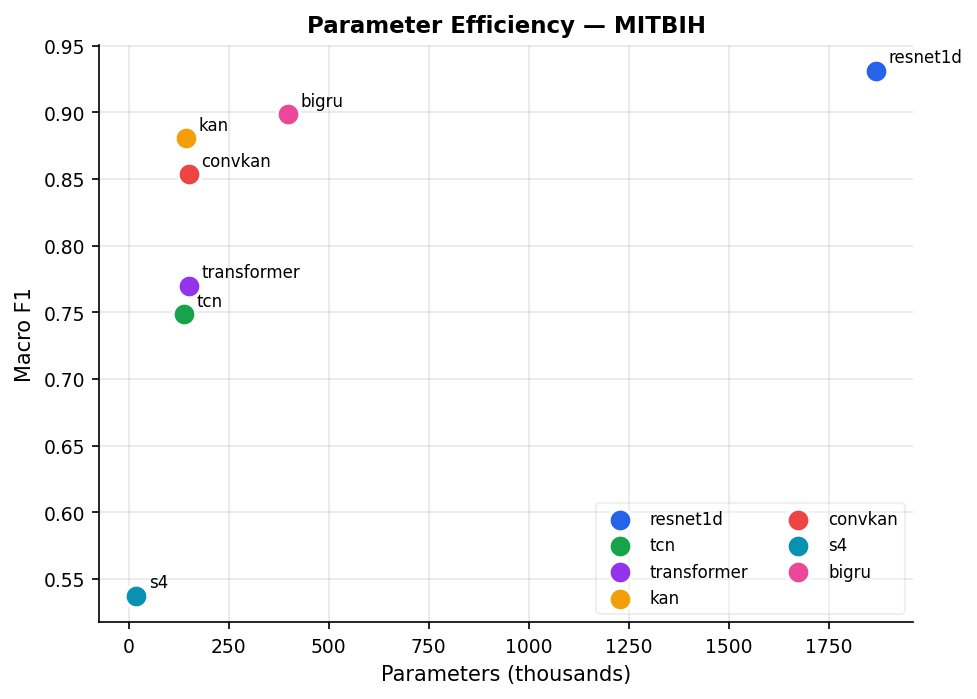 Parameter Efficiency — MITBIH
Macro F1
0.95
0.90
0.85
0.80
0.75
0.70
0.65
0.60
0.55
resnet1d
bigru
kan
convkan
transformer
tcn
s4
resnet1d
tcn
transformer
kan
convkan
s4
bigru
0 250 500 750 1000 1250 1500 1750
Parameters (thousands)